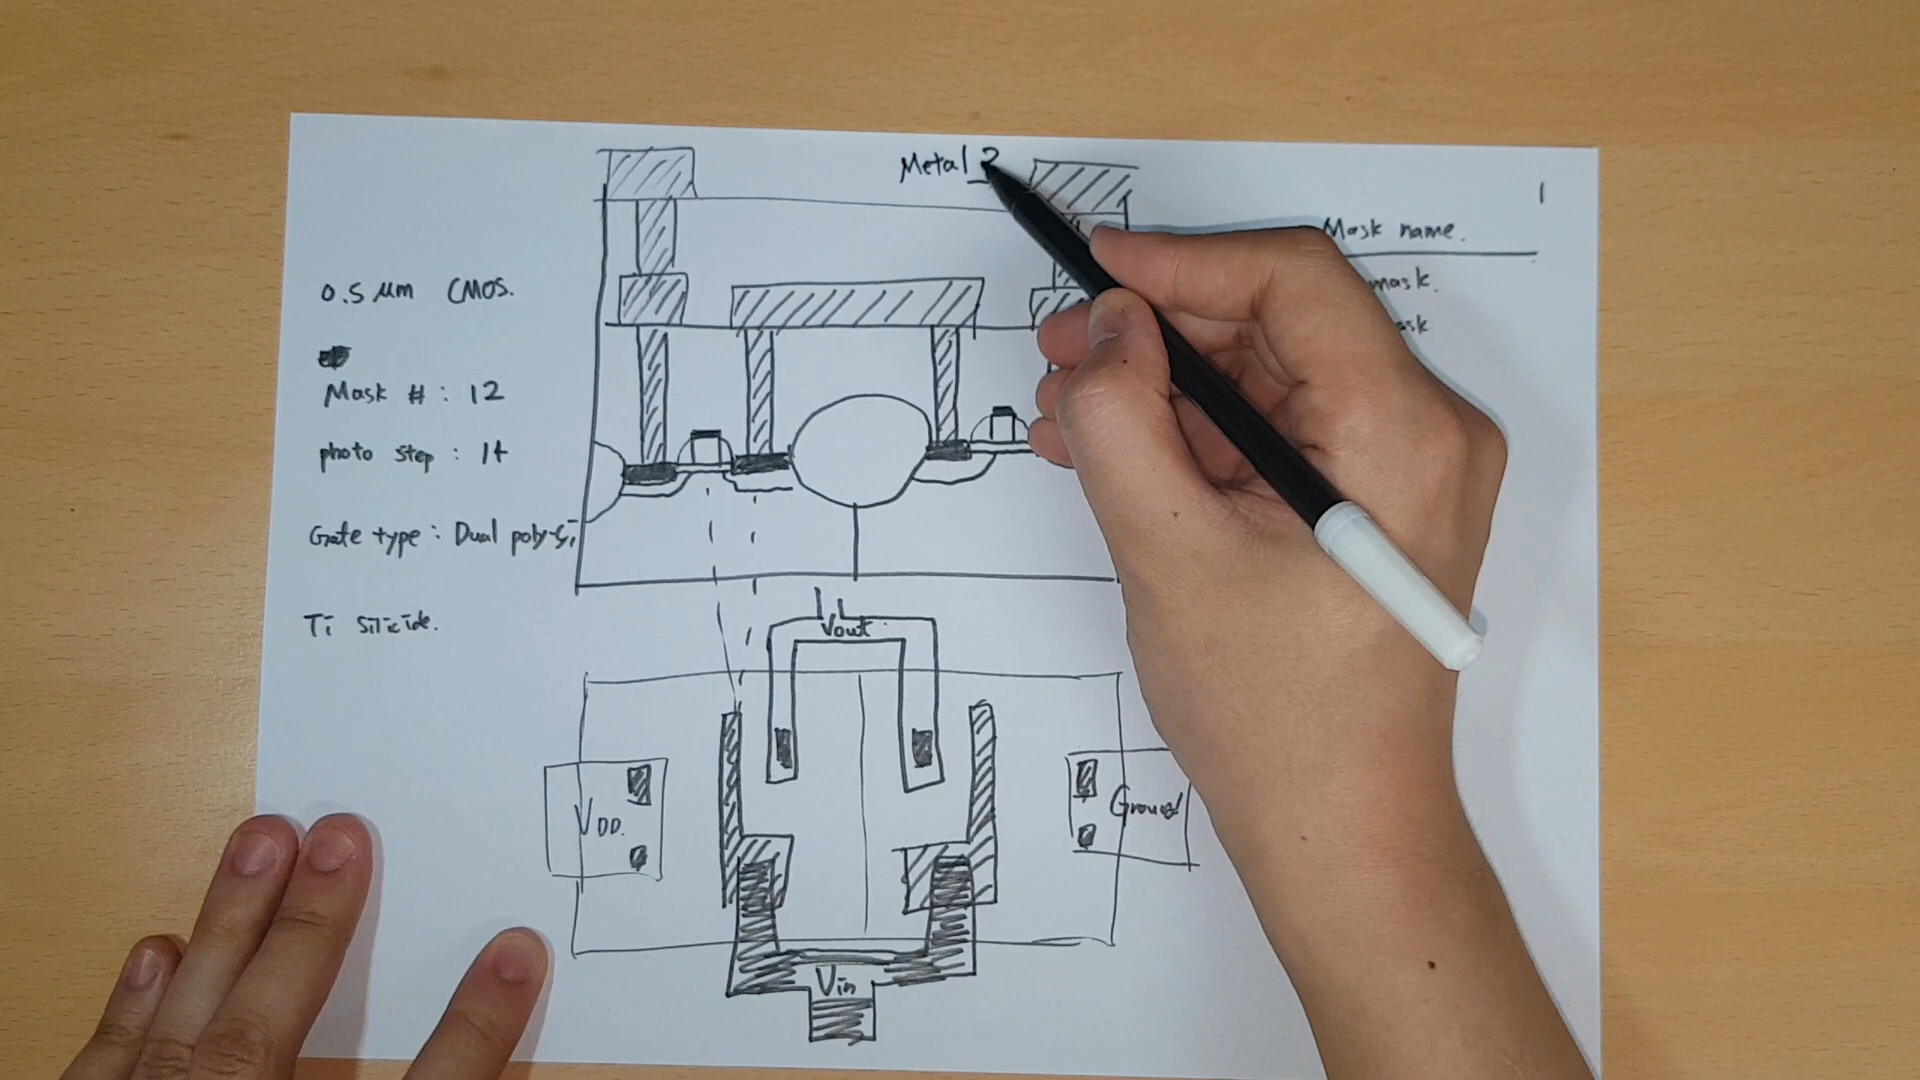 Metal 2
1
Mask name.
mask.
0.5 μm CMOS.
Mask # : 12
photo step : 14
Gate type : Dual poly-Si
Ti Silicide.
Vout
VDD.
Ground
Vin